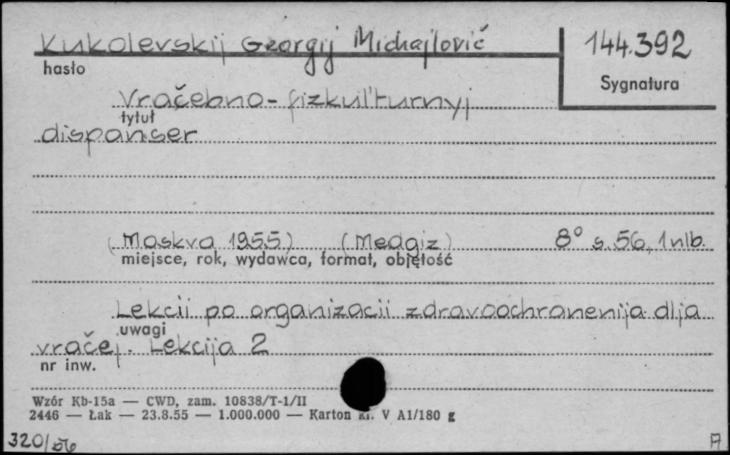 Kukolevskij Georgij Michajlovič
144.392
hasło
Sygnatura
Vračebno-fizkul'turnyj
tytuł
dispanser
(Moskva 1955) (Medgiz) 8° s. 56, 1 nlb.
miejsce, rok, wydawca, format, objętość
Lekcii po organizacii zdravoochranenija dlja
uwagi
vračej. Lekcija 2
nr inw.
Wzór Kb-15a — CWD, zam. 10838/T-1/II
2446 — Łak — 23.8.55 — 1.000.000 — Karton kl. V A1/180 g
320/56
A